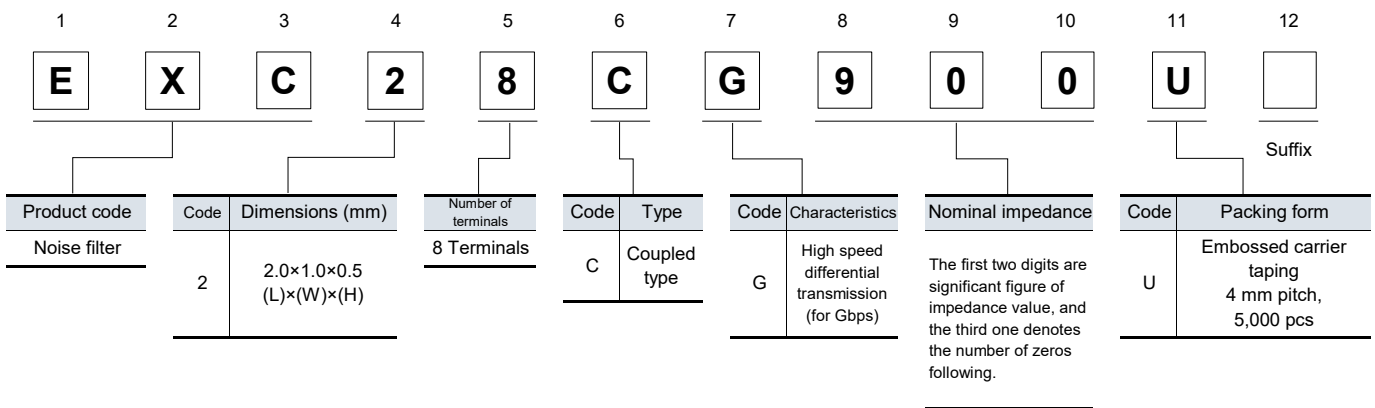 1 2 3 4 5 6 7 8 9 10 11 12
E X C 2 8 C G 9 0 0 U
Suffix
Product code
Noise filter
Code Dimensions (mm)
2
2.0×1.0×0.5
(L)×(W)×(H)
Number of
terminals
8 Terminals
Code Type
C
Coupled
type
Code Characteristics
G
High speed
differential
transmission
(for Gbps)
Nominal impedance
The first two digits are
significant figure of
impedance value, and
the third one denotes
the number of zeros
following.
Code Packing form
U
Embossed carrier
taping
4 mm pitch,
5,000 pcs